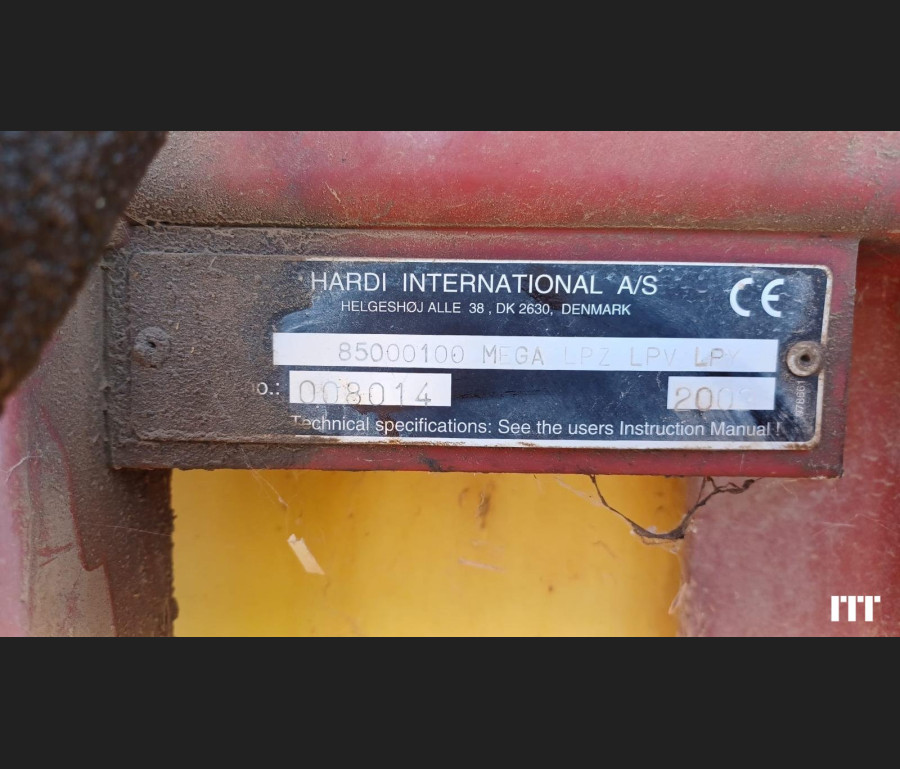 HARDI INTERNATIONAL A/S
HELGESHØJ ALLE 38, DK 2630, DENMARK
CE
85000100 MEGA LPZ LPV
o.: 008014
Technical specifications: See the users Instruction Manual !